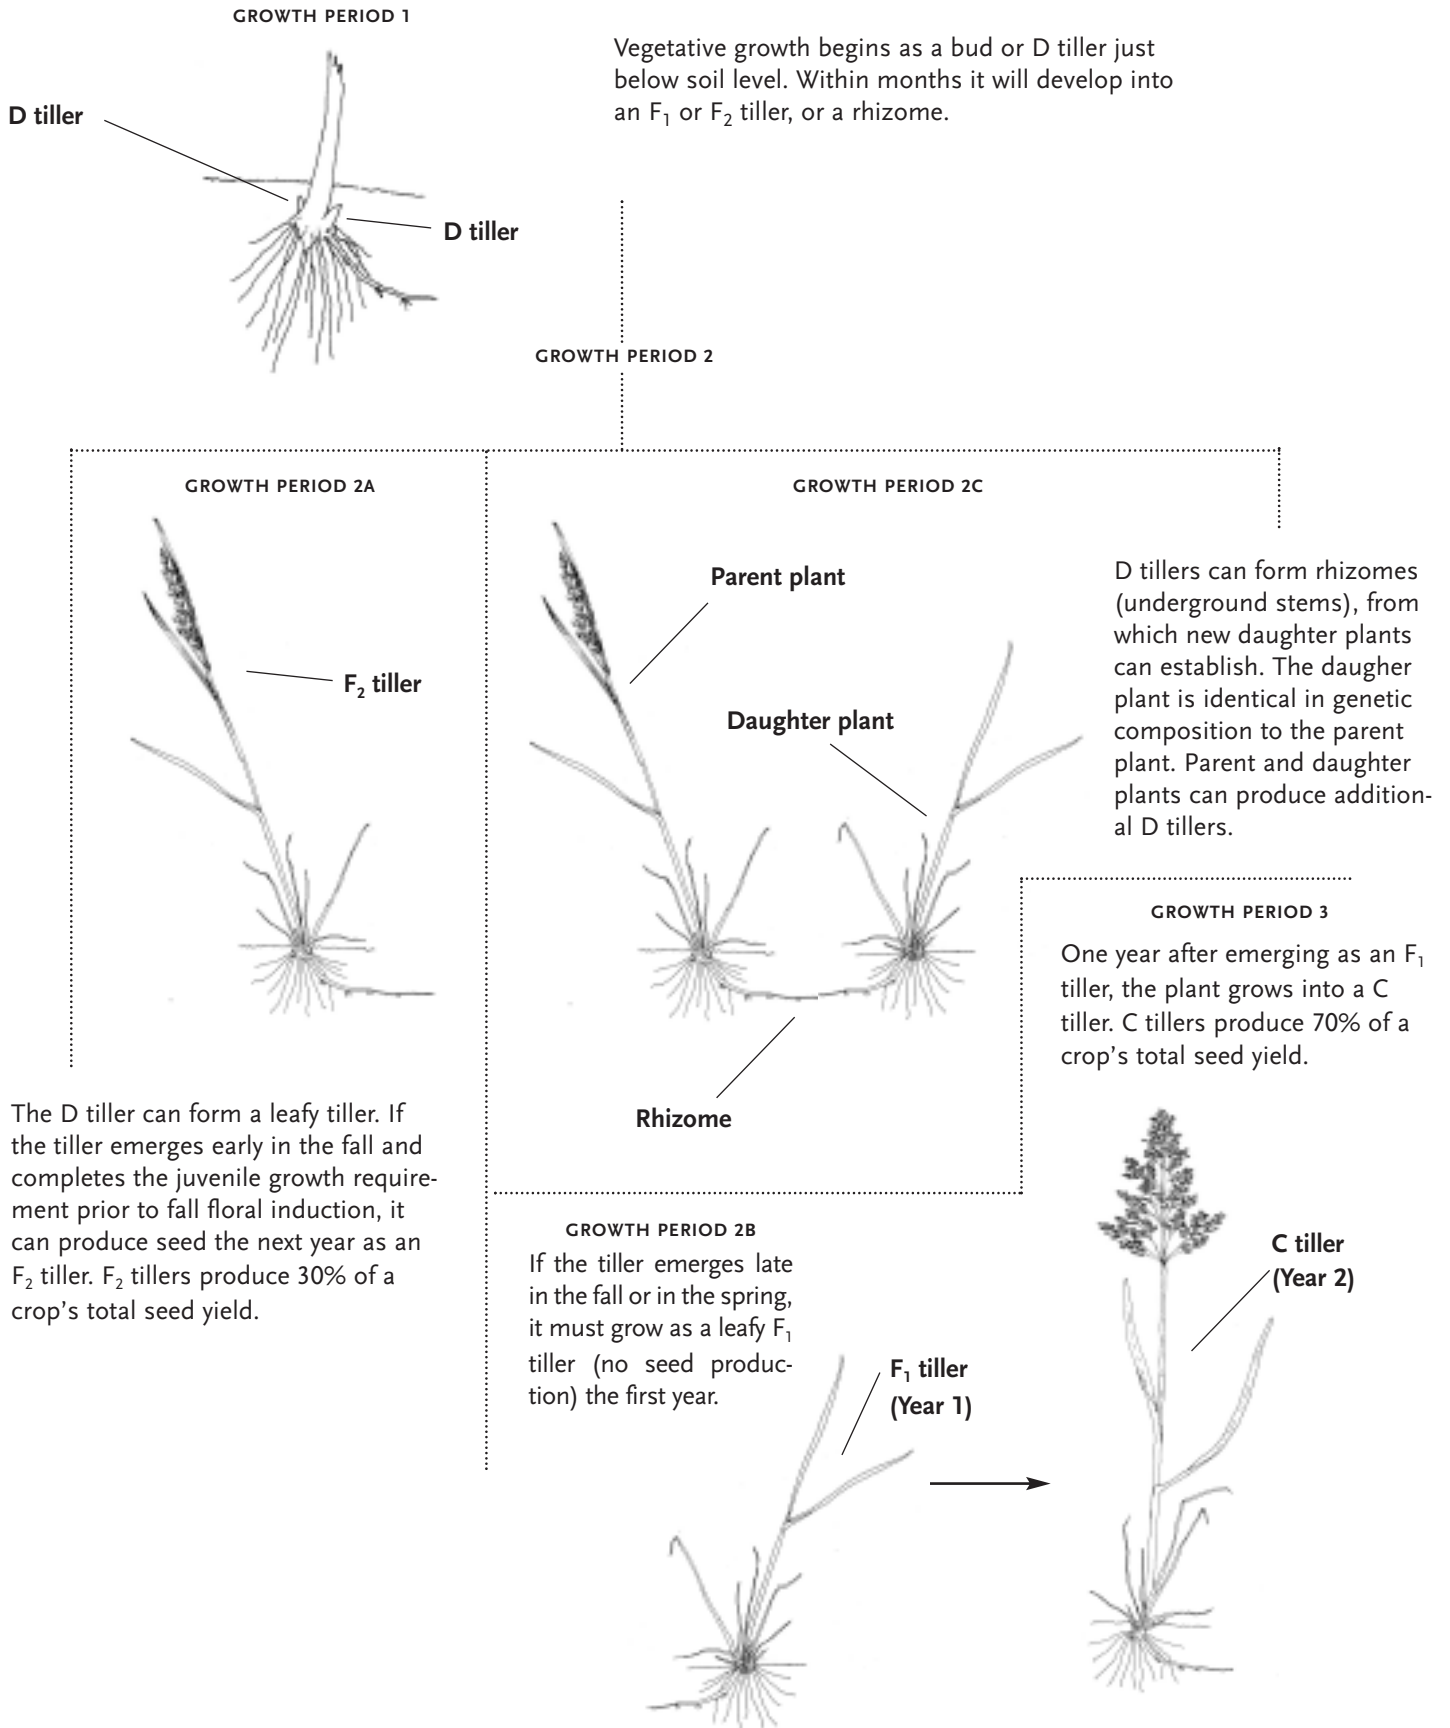 GROWTH PERIOD 1
Vegetative growth begins as a bud or D tiller just
below soil level. Within months it will develop into
an F₁ or F₂ tiller, or a rhizome.
D tiller
D tiller
GROWTH PERIOD 2
GROWTH PERIOD 2A
F₂ tiller
The D tiller can form a leafy tiller. If
the tiller emerges early in the fall and
completes the juvenile growth require-
ment prior to fall floral induction, it
can produce seed the next year as an
F₂ tiller. F₂ tillers produce 30% of a
crop's total seed yield.
GROWTH PERIOD 2C
Parent plant
Daughter plant
Rhizome
D tillers can form rhizomes
(underground stems), from
which new daughter plants
can establish. The daugher
plant is identical in genetic
composition to the parent
plant. Parent and daughter
plants can produce addition-
al D tillers.
GROWTH PERIOD 2B
If the tiller emerges late
in the fall or in the spring,
it must grow as a leafy F₁
tiller (no seed produc-
tion) the first year.
F₁ tiller
(Year 1)
GROWTH PERIOD 3
One year after emerging as an F₁
tiller, the plant grows into a C
tiller. C tillers produce 70% of a
crop's total seed yield.
C tiller
(Year 2)